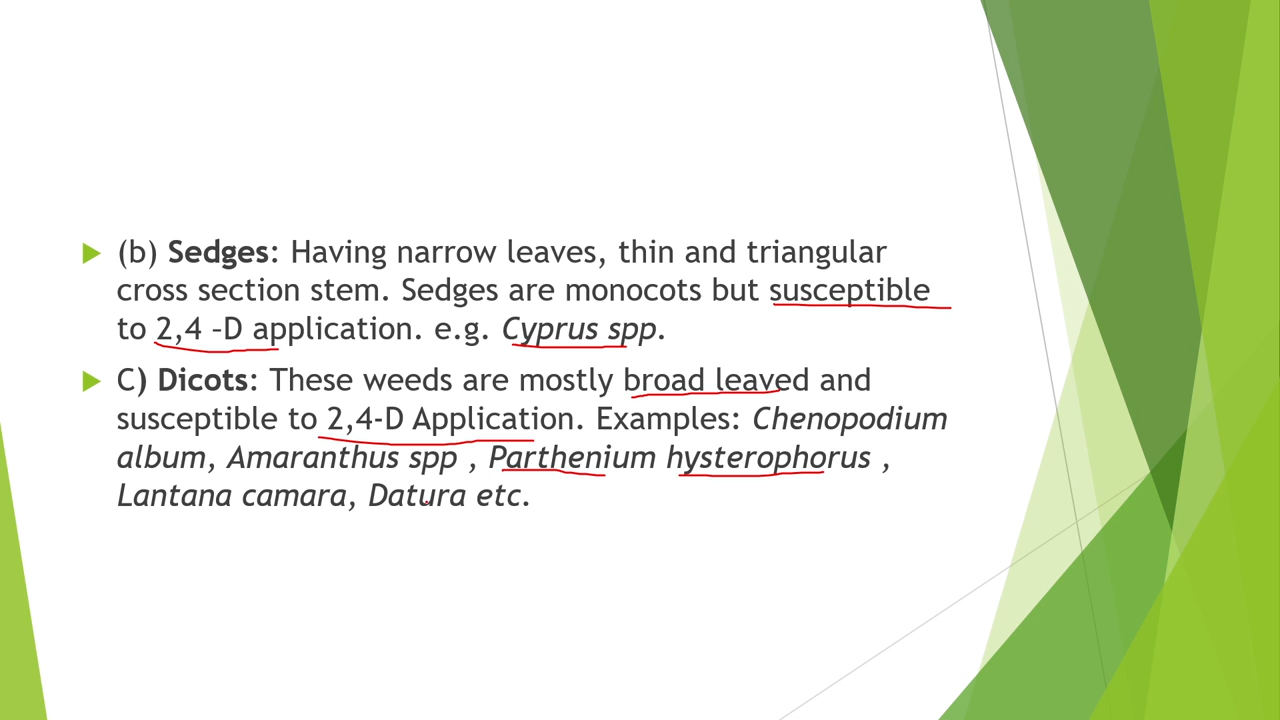 (b) Sedges: Having narrow leaves, thin and triangular
cross section stem. Sedges are monocots but susceptible
to 2,4 –D application. e.g. Cyprus spp.
C) Dicots: These weeds are mostly broad leaved and
susceptible to 2,4-D Application. Examples: Chenopodium
album, Amaranthus spp , Parthenium hysterophorus ,
Lantana camara, Datura etc.